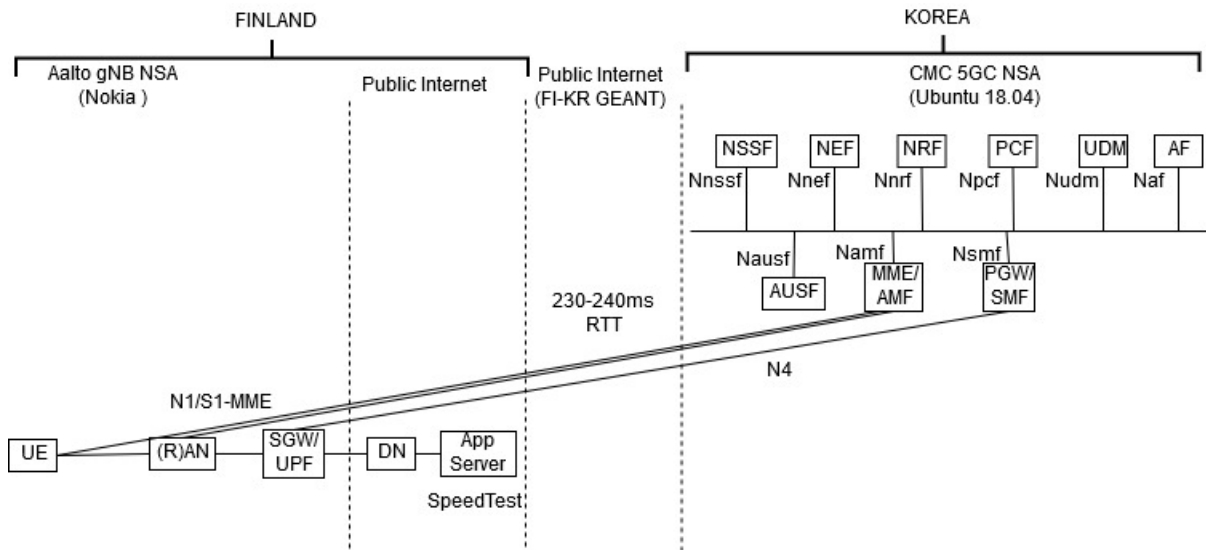 FINLAND
KOREA
Aalto gNB NSA
(Nokia )
Public Internet
Public Internet
(FI-KR GEANT)
CMC 5GC NSA
(Ubuntu 18.04)
NSSF
NEF
NRF
PCF
UDM
AF
Nnssf
Nnef
Nnrf
Npcf
Nudm
Naf
Nausf
Namf
Nsmf
AUSF
MME/
AMF
PGW/
SMF
230-240ms
RTT
N4
N1/S1-MME
UE
(R)AN
SGW/
UPF
DN
App
Server
SpeedTest